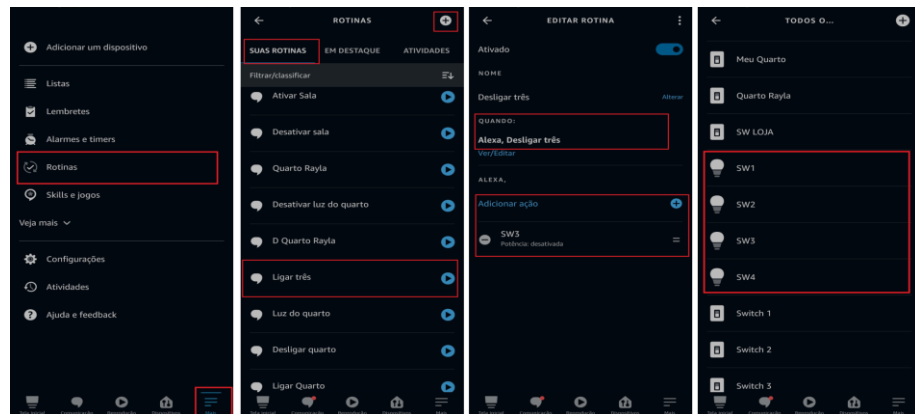 Adicionar um dispositivo
Listas
Lembretes
Alarmes e timers
Rotinas
Skills e jogos
Veja mais
Configurações
Atividades
Ajuda e feedback
Mais
ROTINAS
SUAS ROTINAS
EM DESTAQUE
ATIVIDADES
Filtrar/classificar
Ativar Sala
Desativar sala
Quarto Rayla
Desativar luz do quarto
D Quarto Rayla
Ligar três
Luz do quarto
Desligar quarto
Ligar Quarto
EDITAR ROTINA
Ativado
NOME
Desligar três
Alterar
QUANDO:
Alexa, Desligar três
Ver/Editar
ALEXA,
Adicionar ação
SW3
Potência: desativada
TODOS O...
Meu Quarto
Quarto Rayla
SW LOJA
SW1
SW2
SW3
SW4
Switch 1
Switch 2
Switch 3